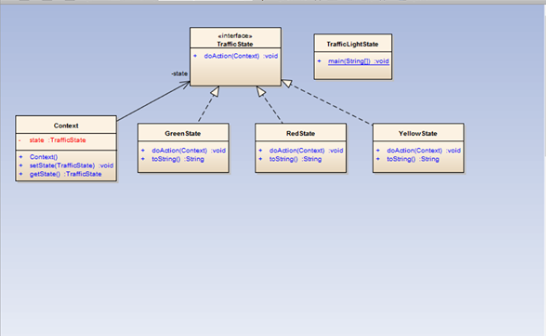 «interface»
TrafficState
+ doAction(Context) :void
TrafficLightState
+ main(String[]) :void
-state
Context
- state :TrafficState
+ Context()
+ setState(TrafficState) :void
+ getState() :TrafficState
GreenState
+ doAction(Context) :void
+ toString() :String
RedState
+ doAction(Context) :void
+ toString() :String
YellowState
+ doAction(Context) :void
+ toString() :String